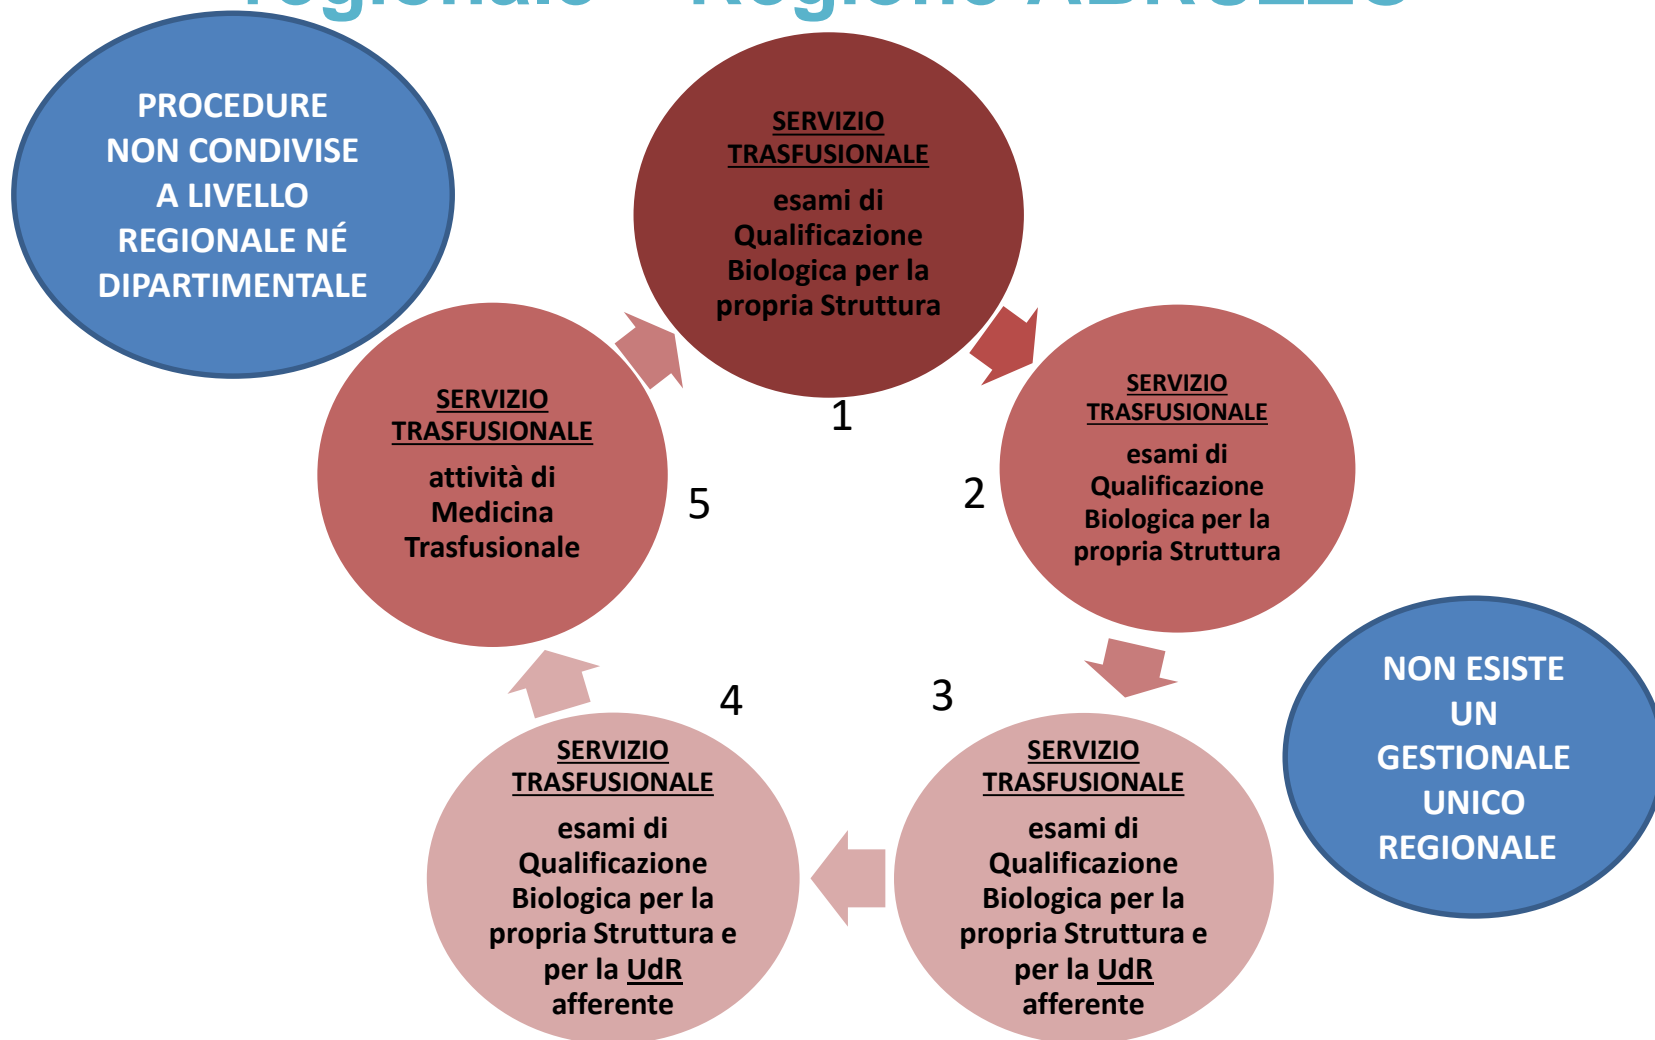 regionale – Regione ABRUZZO
PROCEDURE
NON CONDIVISE
A LIVELLO
REGIONALE NÉ
DIPARTIMENTALE
SERVIZIO
TRASFUSIONALE
esami di
Qualificazione
Biologica per la
propria Struttura
1
SERVIZIO
TRASFUSIONALE
esami di
Qualificazione
Biologica per la
propria Struttura
2
SERVIZIO
TRASFUSIONALE
esami di
Qualificazione
Biologica per la
propria Struttura e
per la UdR
afferente
3
SERVIZIO
TRASFUSIONALE
esami di
Qualificazione
Biologica per la
propria Struttura e
per la UdR
afferente
4
SERVIZIO
TRASFUSIONALE
attività di
Medicina
Trasfusionale
5
NON ESISTE
UN
GESTIONALE
UNICO
REGIONALE